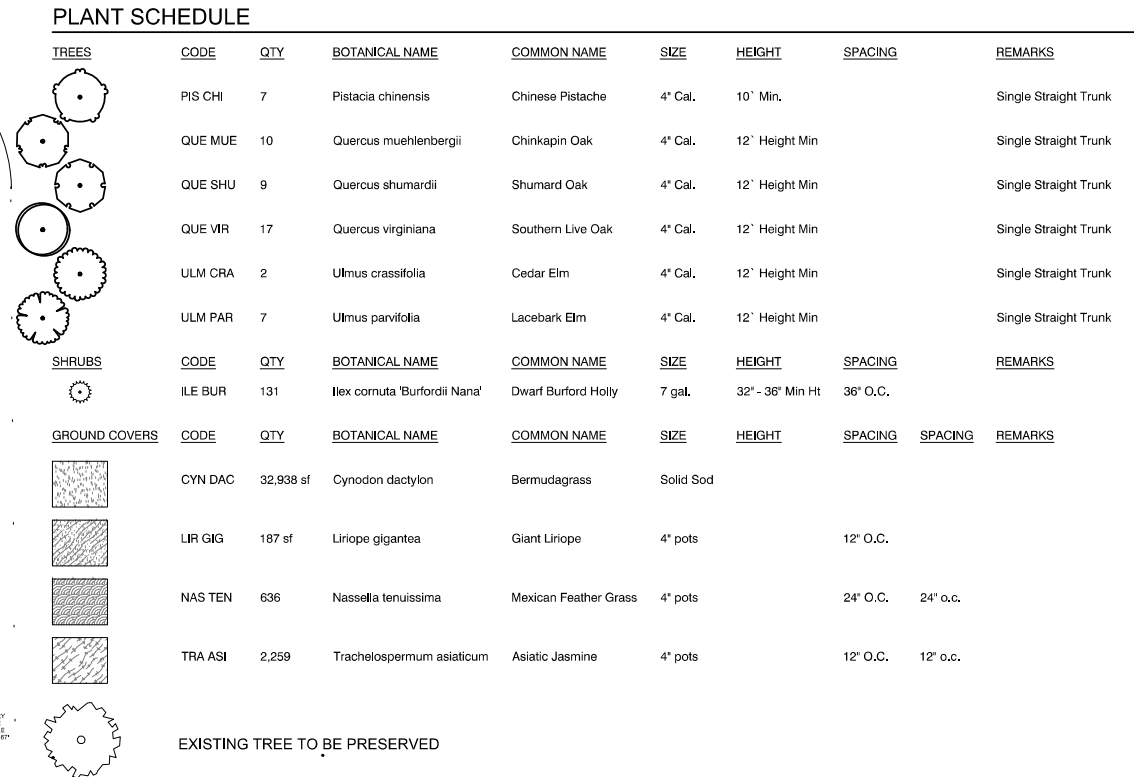 PLANT SCHEDULE
TREES CODE QTY BOTANICAL NAME COMMON NAME SIZE HEIGHT SPACING REMARKS
PIS CHI 7 Pistacia chinensis Chinese Pistache 4" Cal. 10` Min. Single Straight Trunk
QUE MUE 10 Quercus muehlenbergii Chinkapin Oak 4" Cal. 12` Height Min Single Straight Trunk
QUE SHU 9 Quercus shumardii Shumard Oak 4" Cal. 12` Height Min Single Straight Trunk
QUE VIR 17 Quercus virginiana Southern Live Oak 4" Cal. 12` Height Min Single Straight Trunk
ULM CRA 2 Ulmus crassifolia Cedar Elm 4" Cal. 12` Height Min Single Straight Trunk
ULM PAR 7 Ulmus parvifolia Lacebark Elm 4" Cal. 12` Height Min Single Straight Trunk
SHRUBS CODE QTY BOTANICAL NAME COMMON NAME SIZE HEIGHT SPACING REMARKS
ILE BUR 131 Ilex cornuta 'Burfordii Nana' Dwarf Burford Holly 7 gal. 32" - 36" Min Ht 36" O.C.
GROUND COVERS CODE QTY BOTANICAL NAME COMMON NAME SIZE HEIGHT SPACING SPACING REMARKS
CYN DAC 32,938 sf Cynodon dactylon Bermudagrass Solid Sod
LIR GIG 187 sf Liriope gigantea Giant Liriope 4" pots 12" O.C.
NAS TEN 636 Nassella tenuissima Mexican Feather Grass 4" pots 24" O.C. 24" o.c.
TRA ASI 2,259 Trachelospermum asiaticum Asiatic Jasmine 4" pots 12" O.C. 12" o.c.
EXISTING TREE TO BE PRESERVED